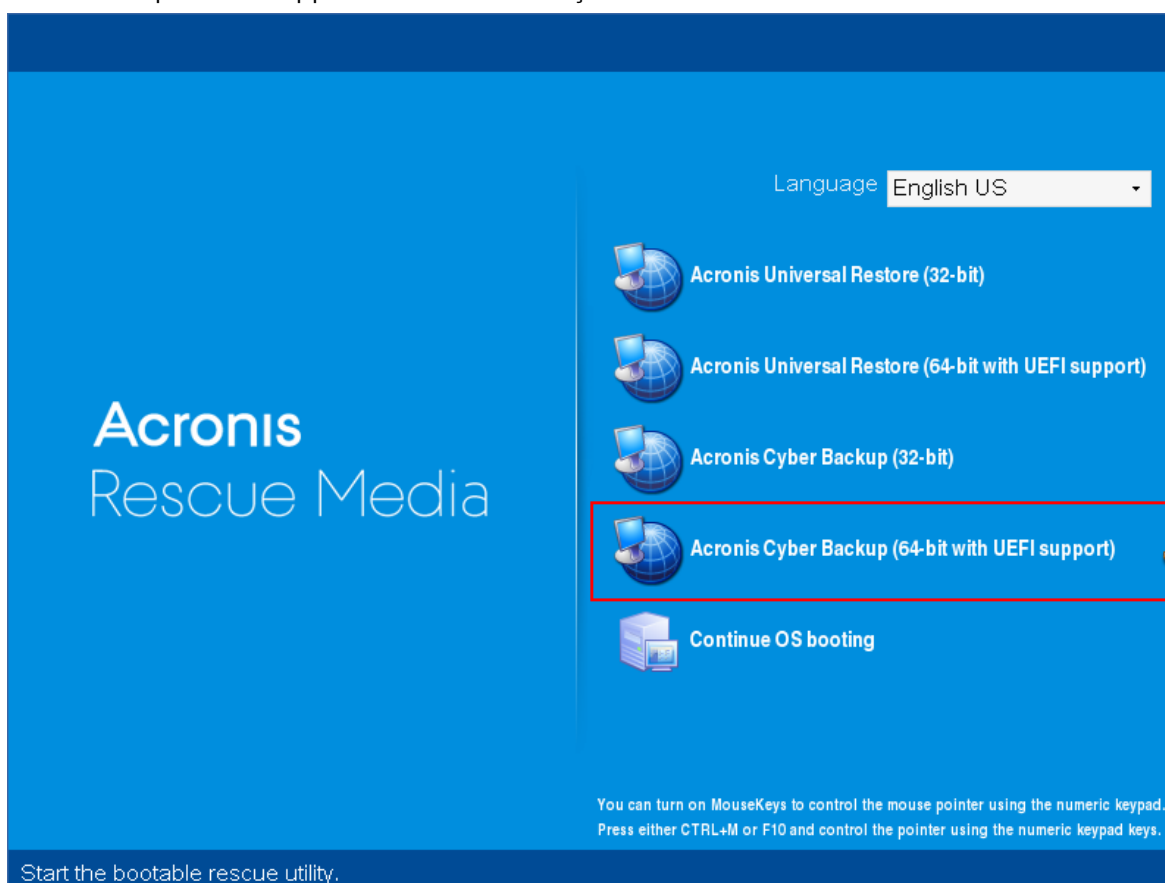 Language English US
Acronis Universal Restore (32-bit)
Acronis Universal Restore (64-bit with UEFI support)
Acronis
Rescue Media
Acronis Cyber Backup (32-bit)
Acronis Cyber Backup (64-bit with UEFI support)
Continue OS booting
You can turn on MouseKeys to control the mouse pointer using the numeric keypad.
Press either CTRL+M or F10 and control the pointer using the numeric keypad keys.
Start the bootable rescue utility.